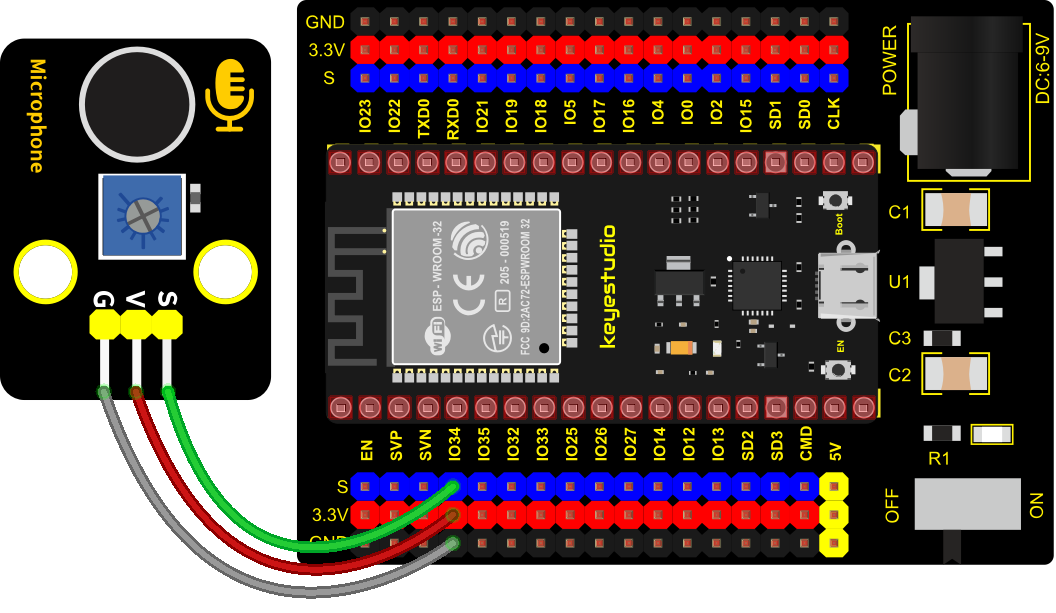 Microphone
G V S
GND
3.3V
S
IO23 IO22 TXD0 RXD0 IO21 IO19 IO18 IO5 IO17 IO16 IO4 IO0 IO2 IO15 SD1 SD0 CLK
POWER
DC:6-9V
WiFi
ESP - WROOM -32
CE
R
205 - 000519
FCC 9D:2AC72-ESPWROOM 32
keyestudio
Boot
EN
C1
U1
C3
C2
R1
EN SVP SVN IO34 IO35 IO32 IO33 IO25 IO26 IO27 IO14 IO12 IO13 SD2 SD3 CMD 5V
S
3.3V
GND
OFF
ON